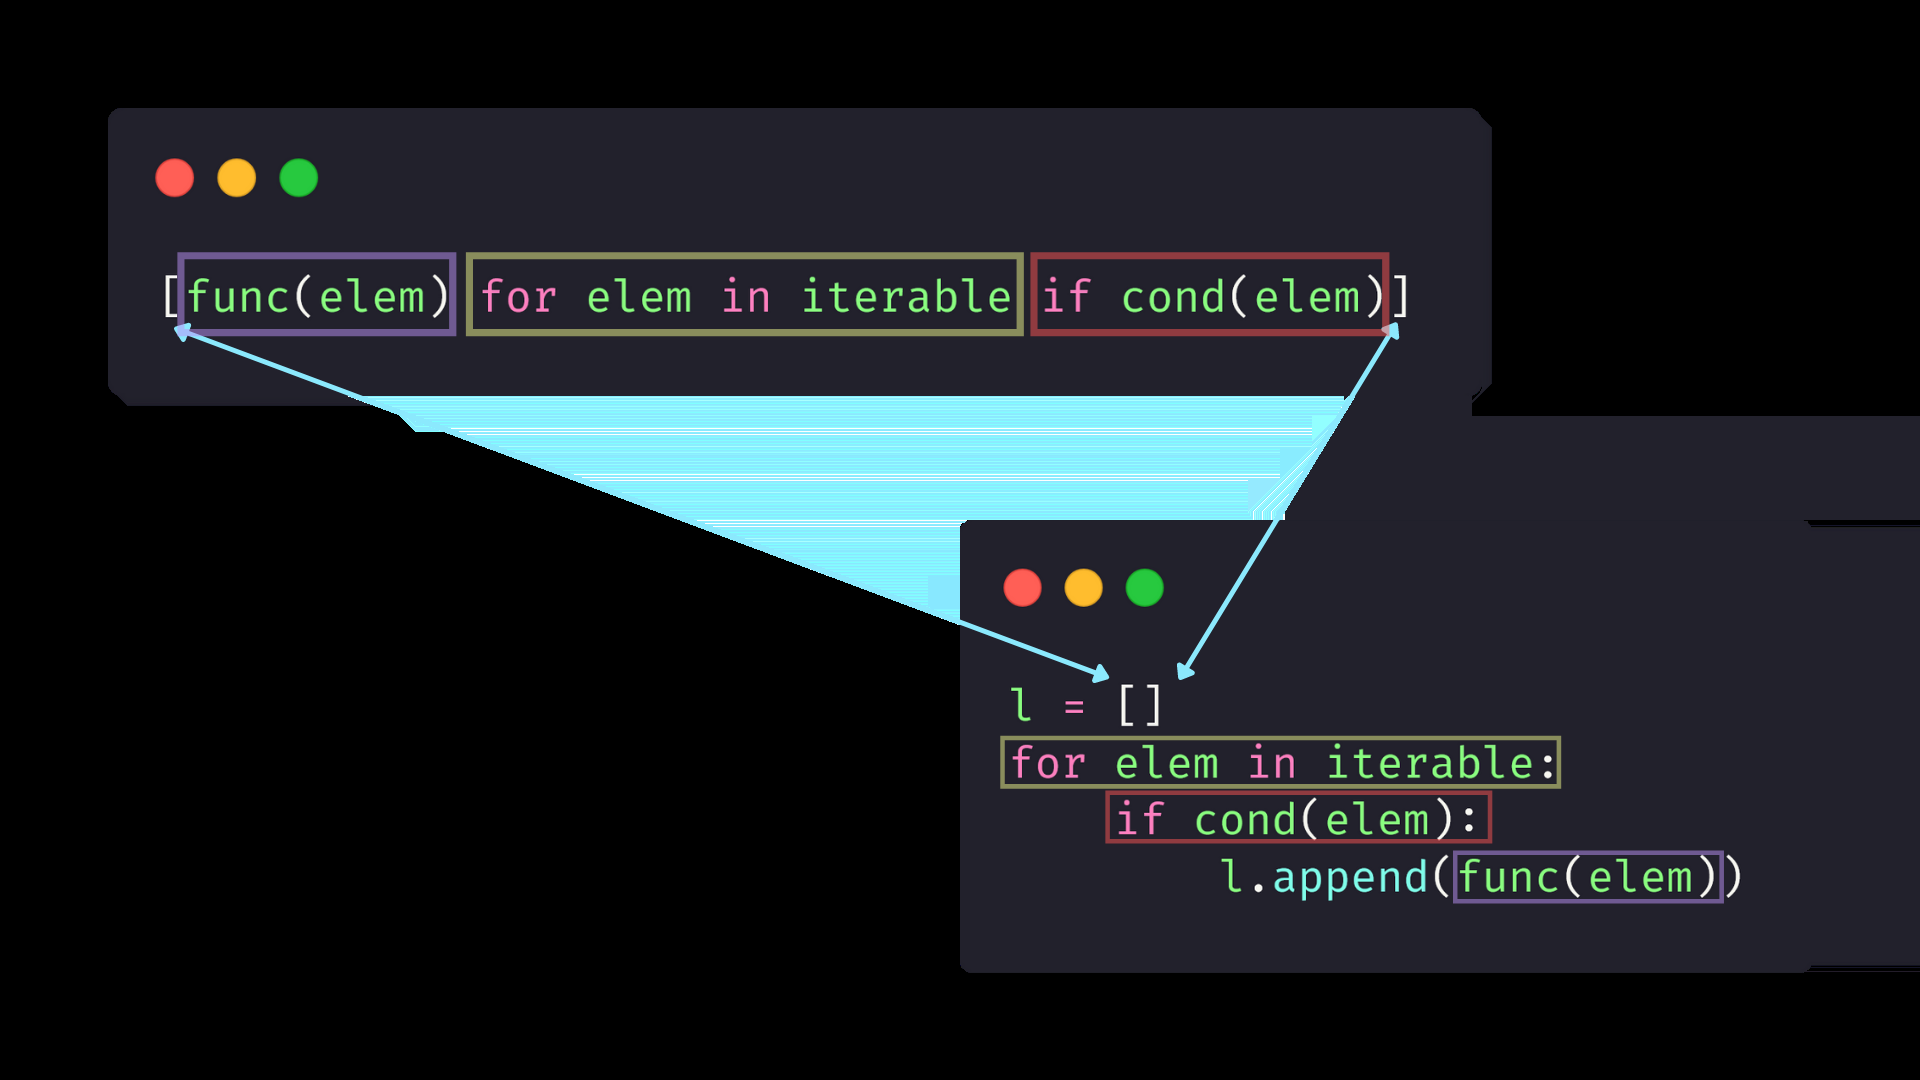 [func(elem) for elem in iterable if cond(elem)]
l = []
for elem in iterable:
    if cond(elem):
        l.append(func(elem))